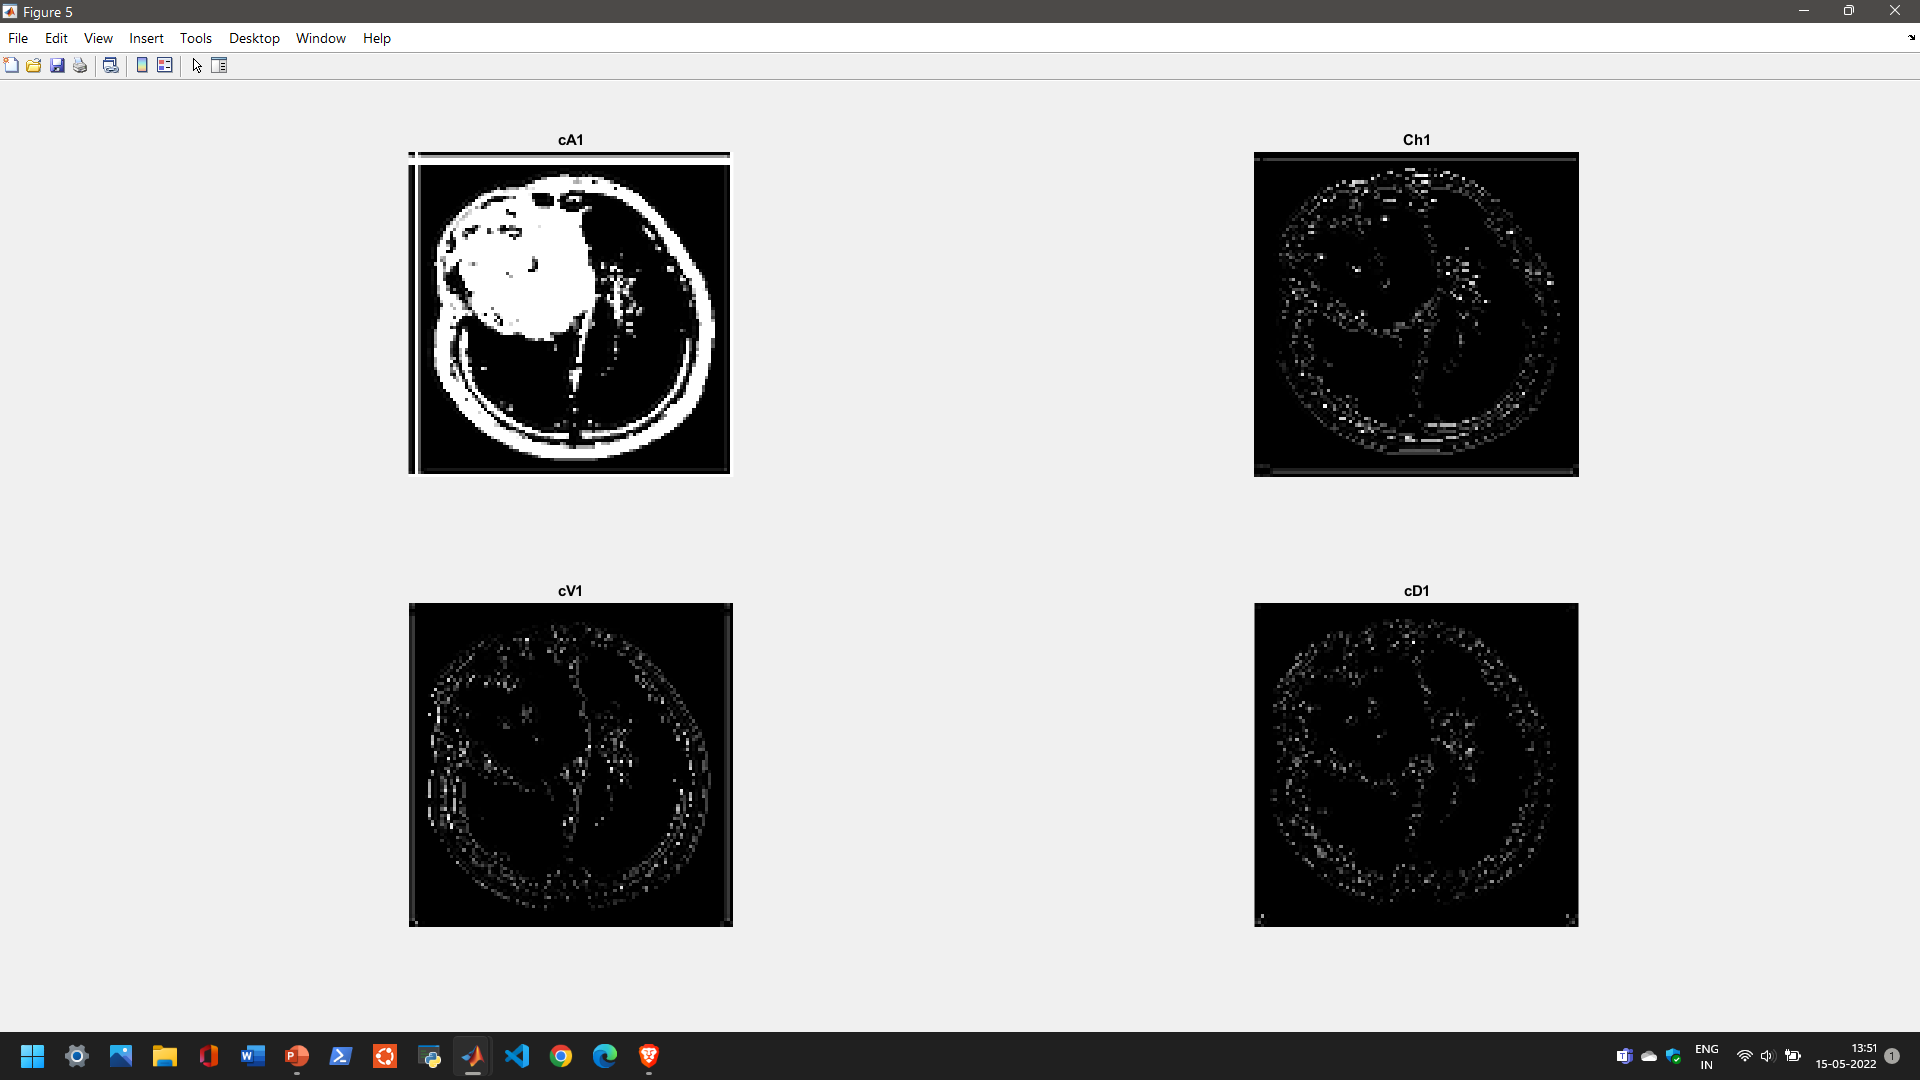 Figure 5
File Edit View Insert Tools Desktop Window Help
cA1
Ch1
cV1
cD1
ENG
IN
13:51
15-05-2022
1